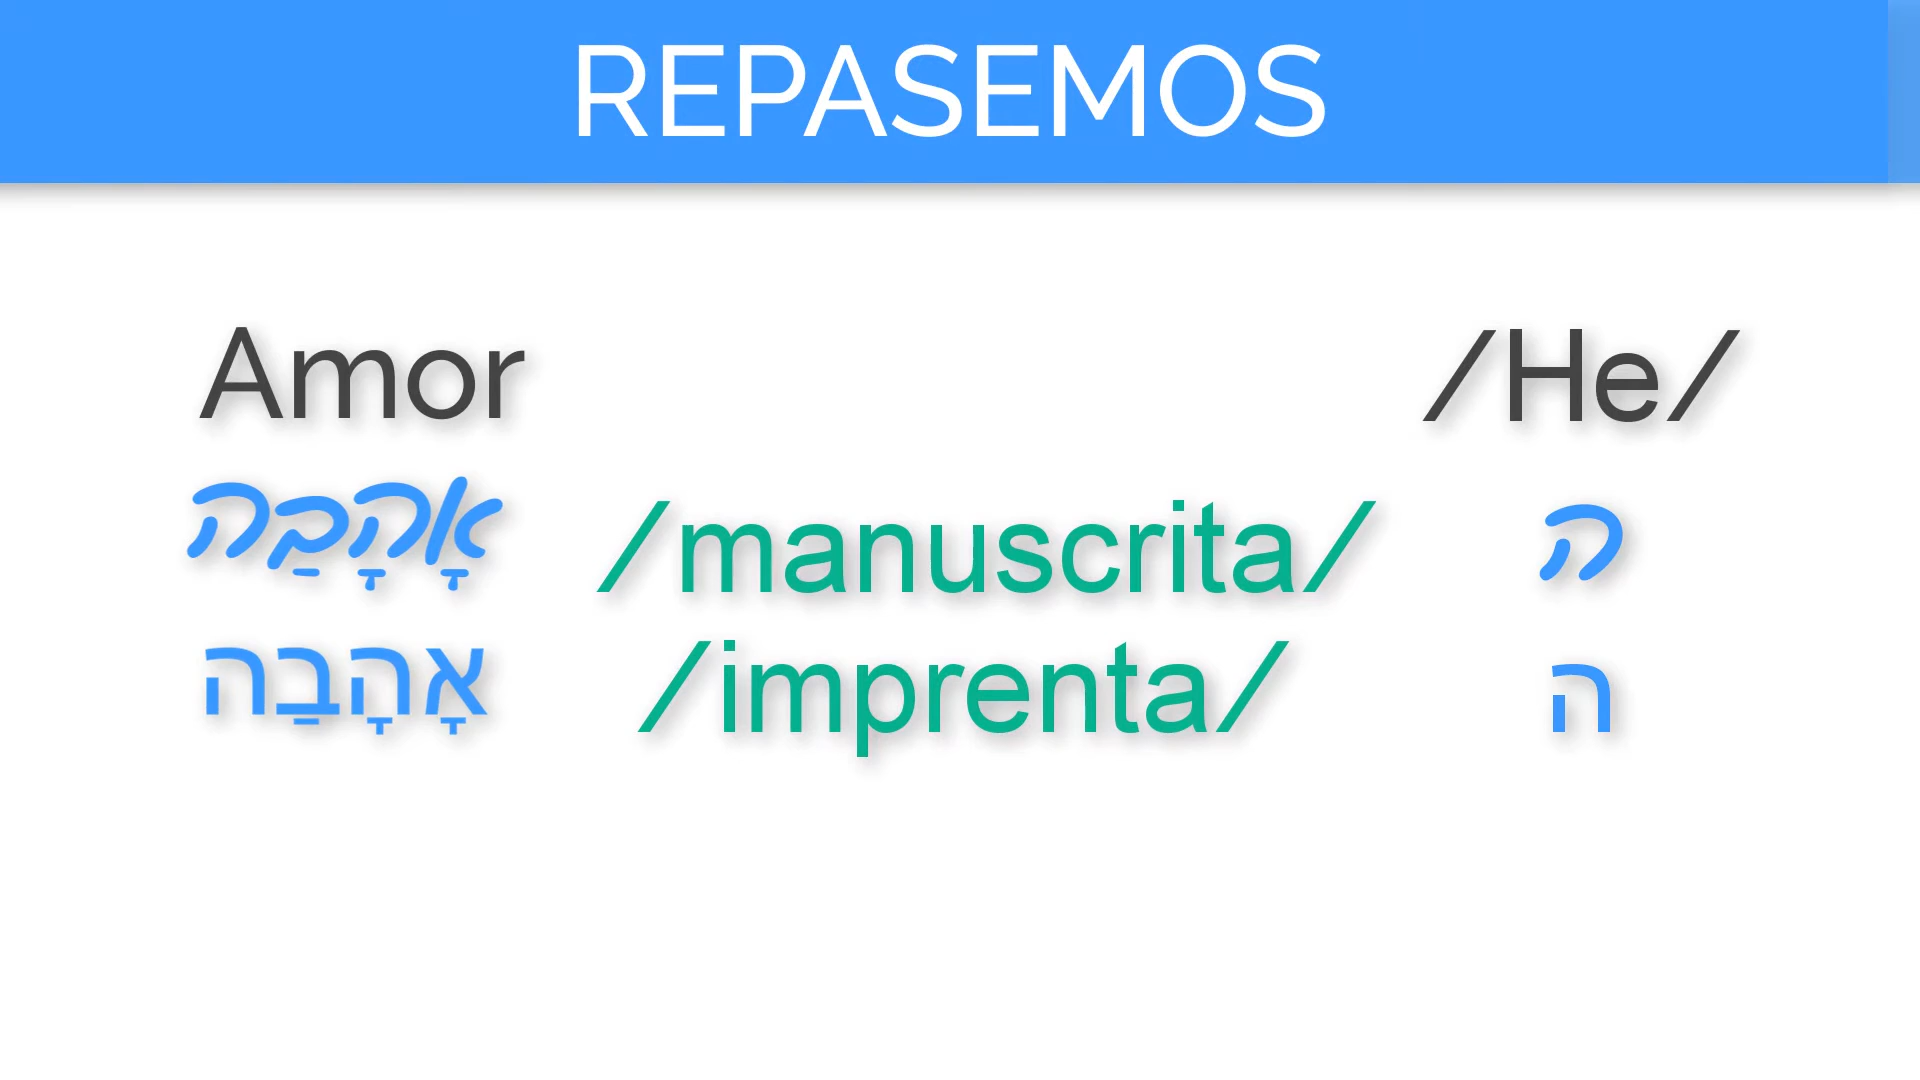 REPASEMOS
Amor /He/
אָהָבַה /manuscrita/ ה
אָהָבַה /imprenta/ ה